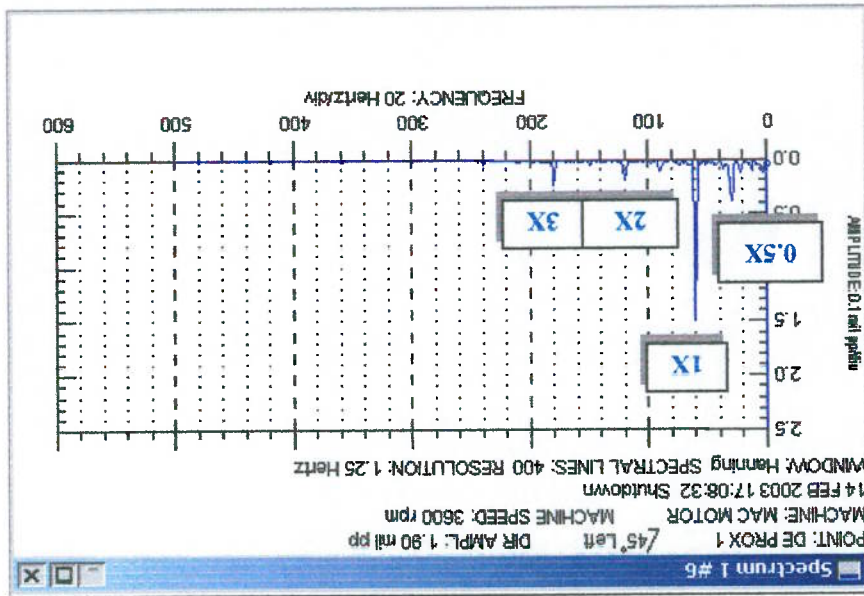 Spectrum 1 #6
POINT: DE PROX 1 ∠45° Left DIR AMPL: 1.90 mil pp
MACHINE: MAC MOTOR MACHINE SPEED: 3600 rpm
14 FEB 2003 17:08:32 Shutdown
WINDOW: Hanning SPECTRAL LINES: 400 RESOLUTION: 1.25 Hertz
AMPLITUDE: 0.1 mil pp/div
2.5
2.0
1X
1.5
0.5X
2X 3X
0.5
0.0
0 100 200 300 400 500 600
FREQUENCY: 20 Hertz/div